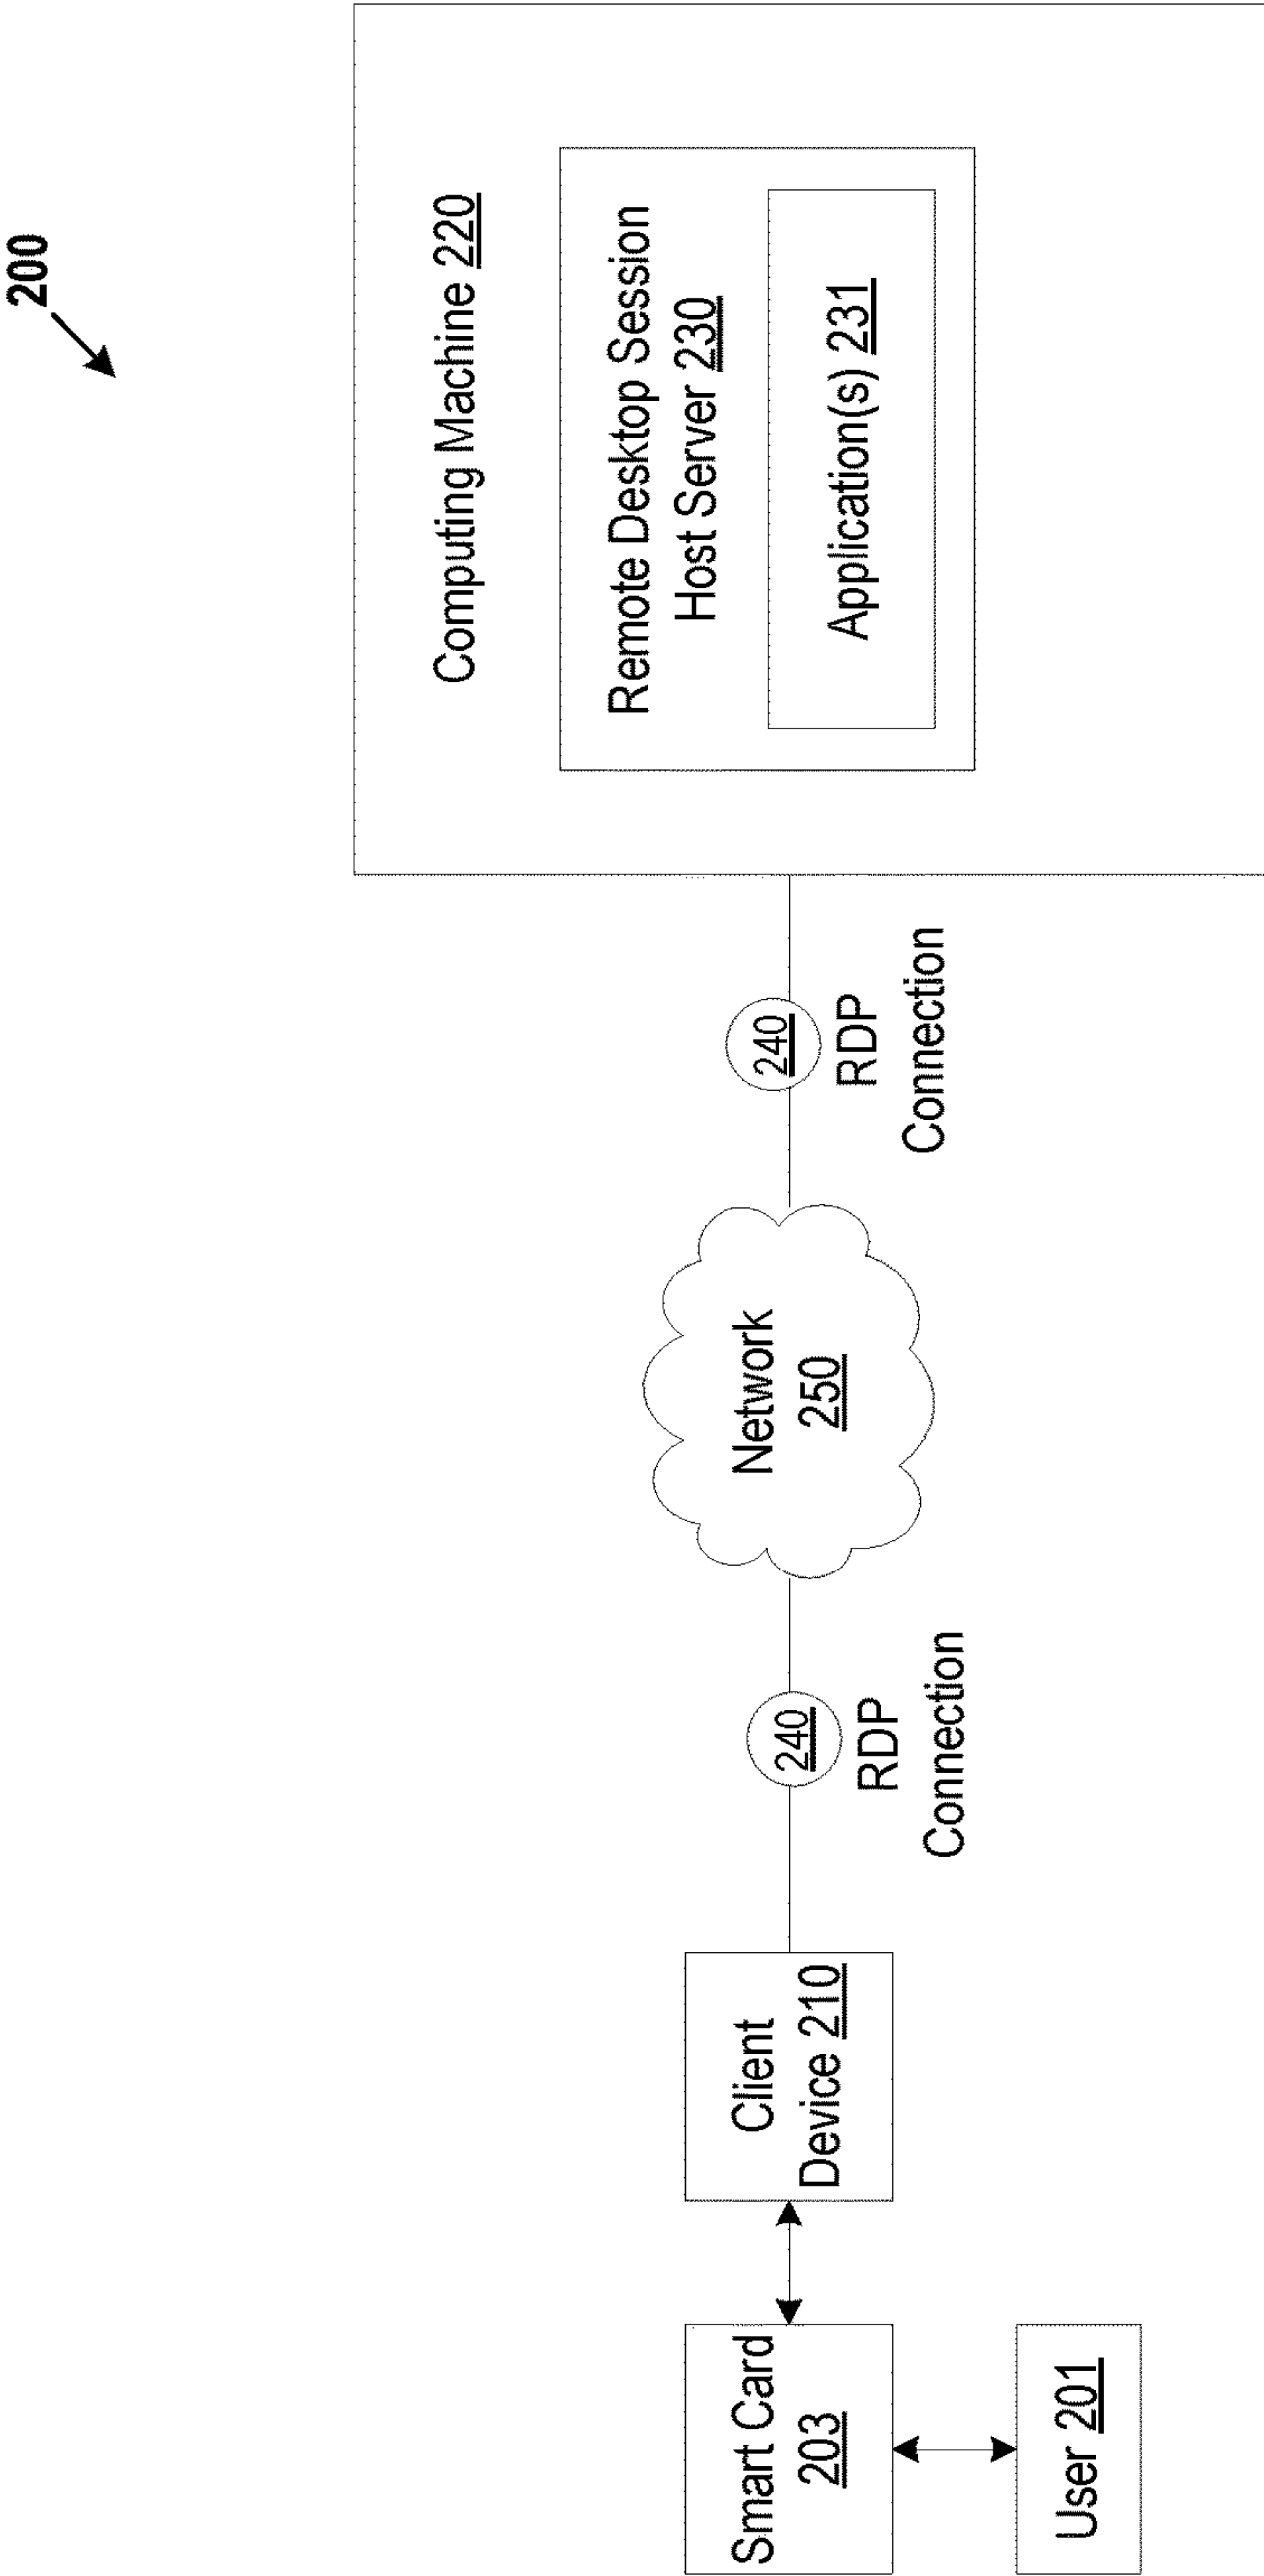 200
Computing Machine 220
Remote Desktop Session
Host Server 230
Application(s) 231
Smart Card
203
User 201
Client
Device 210
240
RDP
Connection
Network
250
240
RDP
Connection